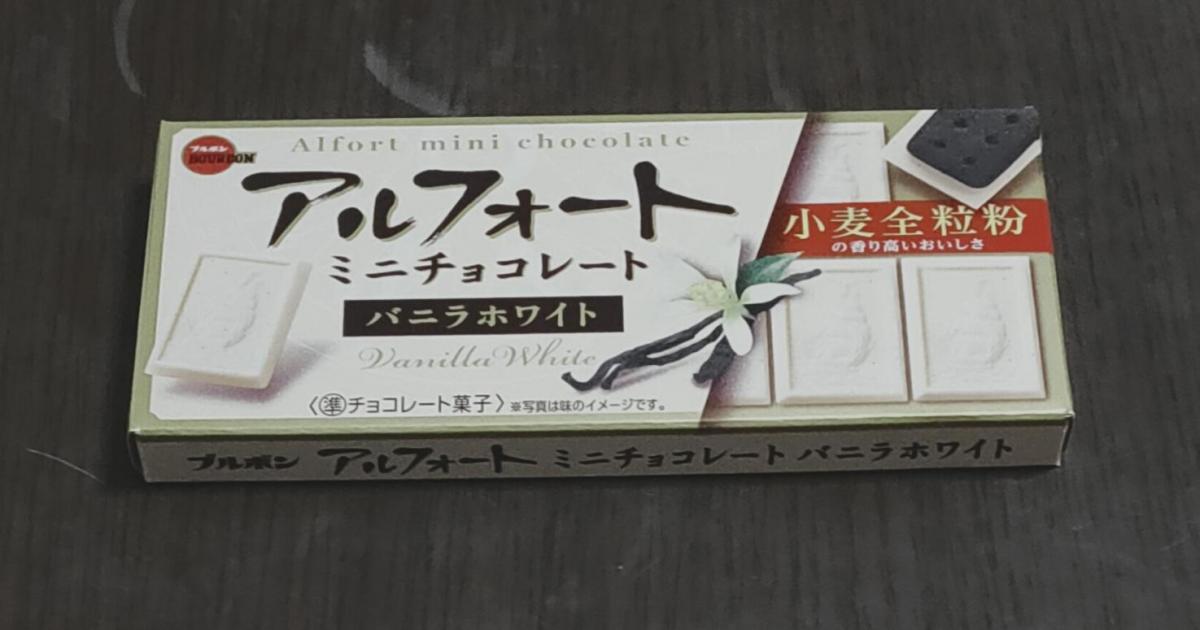 ブルボン
BOURBON
Alfort mini chocolate
アルフォート
ミニチョコレート
バニラホワイト
Vanilla White
〈㊤チョコレート菓子〉※写真は味のイメージです。
小麦全粒粉
の香り高いおいしさ
ブルボン アルフォート ミニチョコレート バニラホワイト